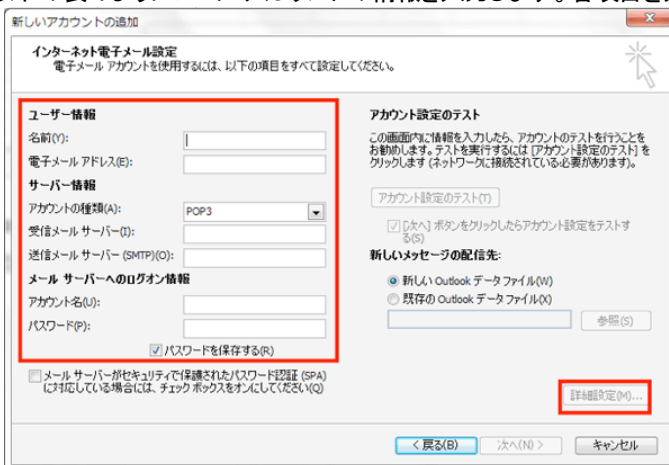 新しいアカウントの追加
インターネット電子メール設定
電子メール アカウントを使用するには、以下の項目をすべて設定してください。
ユーザー情報
名前(Y):
電子メール アドレス(E):
サーバー情報
アカウントの種類(A):
POP3
受信メール サーバー(I):
送信メール サーバー (SMTP)(O):
メール サーバーへのログオン情報
アカウント名(U):
パスワード(P):
パスワードを保存する(R)
メール サーバーがセキュリティで保護されたパスワード認証 (SPA)
に対応している場合には、チェック ボックスをオンにしてください(Q)
アカウント設定のテスト
この画面内に情報を入力したら、アカウントのテストを行うことを
お勧めします。テストを実行するには [アカウント設定のテスト] を
クリックします (ネットワークに接続されている必要があります)。
アカウント設定のテスト(T)
[次へ] ボタンをクリックしたらアカウント設定をテストす
る(S)
新しいメッセージの配信先:
新しい Outlook データ ファイル(W)
既存の Outlook データ ファイル(X)
参照(S)
詳細設定(M)...
< 戻る(B)
次へ(N) >
キャンセル